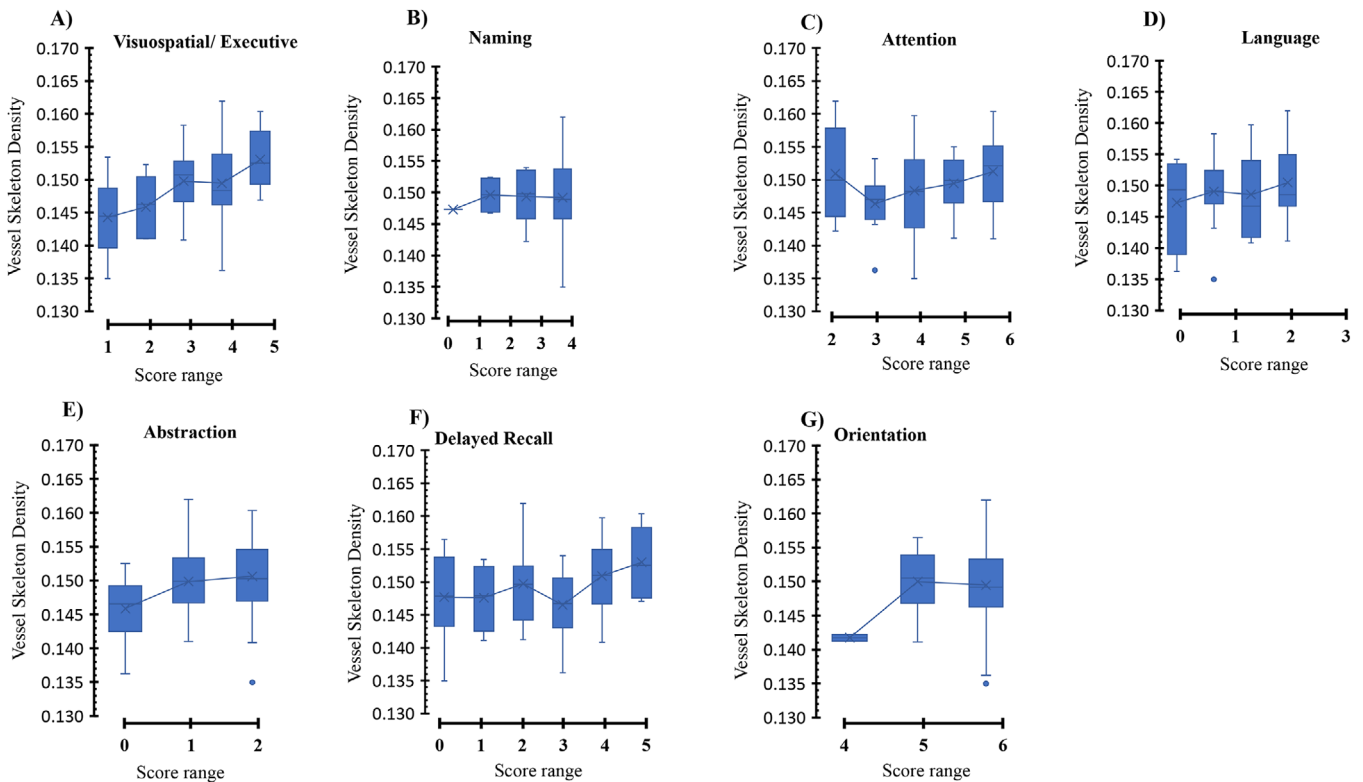 A)
Visuospatial/ Executive
0.170
0.165
0.160
0.155
0.150
0.145
0.140
0.135
0.130
Vessel Skeleton Density
1 2 3 4 5
Score range
B)
Naming
0.170
0.165
0.160
0.155
0.150
0.145
0.140
0.135
0.130
Vessel Skeleton Density
0 1 2 3 4
Score range
C)
Attention
0.170
0.165
0.160
0.155
0.150
0.145
0.140
0.135
0.130
Vessel Skeleton Density
2 3 4 5 6
Score range
D)
Language
0.170
0.165
0.160
0.155
0.150
0.145
0.140
0.135
0.130
Vessel Skeleton Density
0 1 2 3
Score range
E)
Abstraction
0.170
0.165
0.160
0.155
0.150
0.145
0.140
0.135
0.130
Vessel Skeleton Density
0 1 2
Score range
F)
Delayed Recall
0.170
0.165
0.160
0.155
0.150
0.145
0.140
0.135
0.130
Vessel Skeleton Density
0 1 2 3 4 5
Score range
G)
Orientation
0.170
0.165
0.160
0.155
0.150
0.145
0.140
0.135
0.130
Vessel Skeleton Density
4 5 6
Score range